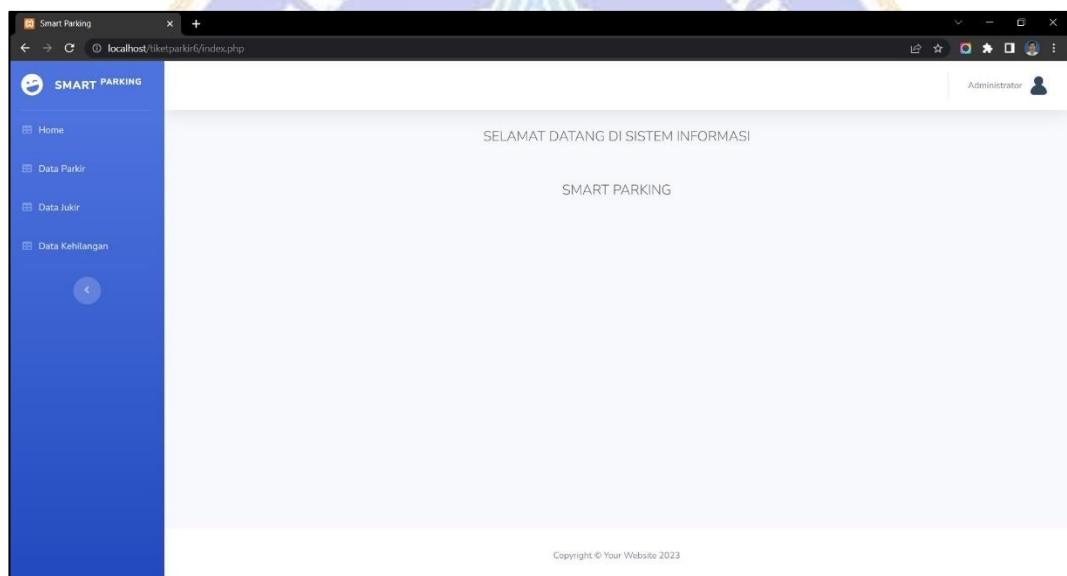 Smart Parking
localhost/tiketparkir6/index.php
SMART PARKING
Administrator
Home
Data Parkir
Data Jukir
Data Kehilangan
SELAMAT DATANG DI SISTEM INFORMASI
SMART PARKING
Copyright © Your Website 2023